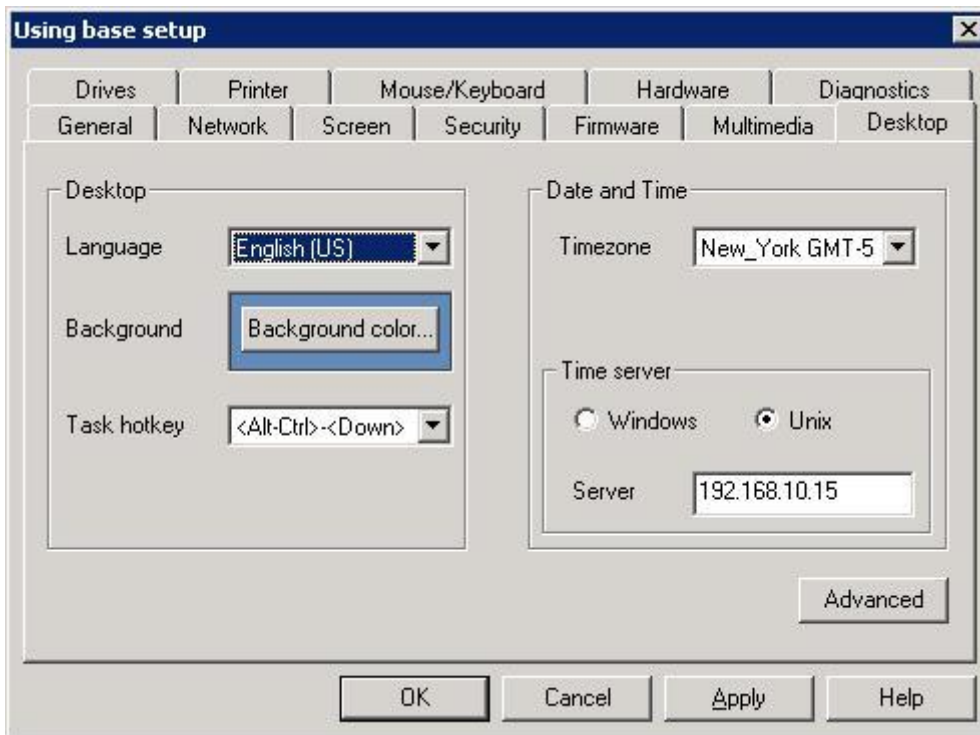 Using base setup
Drives Printer Mouse/Keyboard Hardware Diagnostics
General Network Screen Security Firmware Multimedia Desktop
Desktop
Language English (US)
Background Background color...
Task hotkey <Alt-Ctrl>-<Down>
Date and Time
Timezone New_York GMT-5
Time server
Windows Unix
Server 192.168.10.15
Advanced
OK Cancel Apply Help